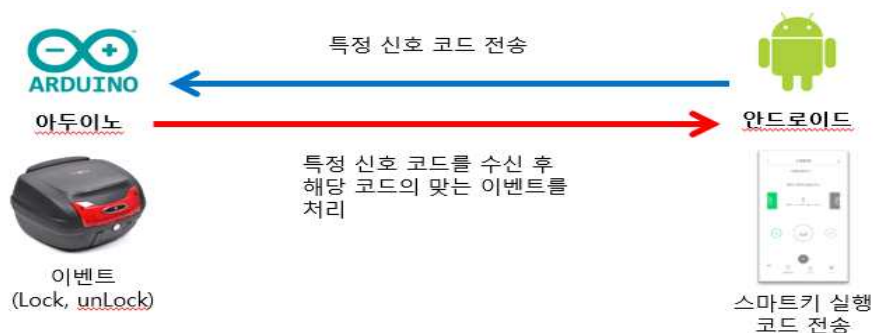 특정 신호 코드 전송
ARDUINO
아두이노
안드로이드
특정 신호 코드를 수신 후
해당 코드의 맞는 이벤트를
처리
이벤트
(Lock, unLock)
스마트키 실행
코드 전송